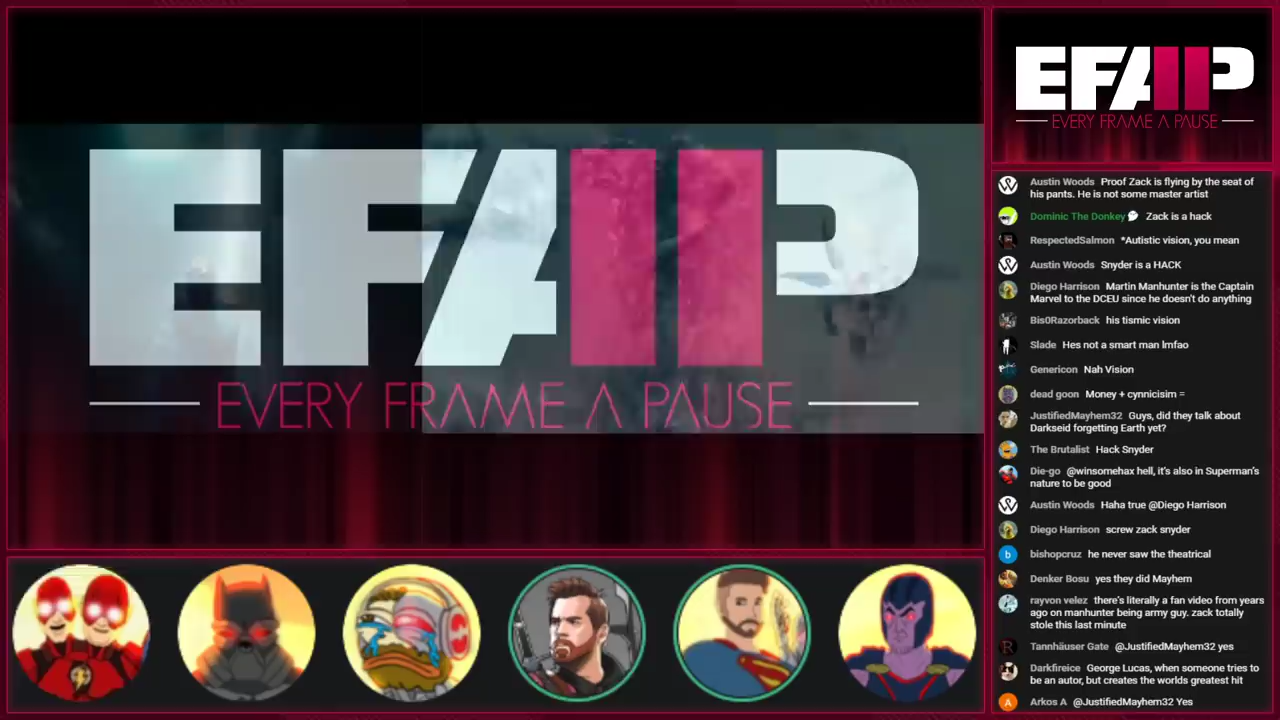 EFAP
EVERY FRAME A PAUSE
EFAP
EVERY FRAME A PAUSE
Austin Woods Proof Zack is flying by the seat of
his pants. He is not some master artist
Dominic The Donkey Zack is a hack
RespectedSalmon *Autistic vision, you mean
Austin Woods Snyder is a HACK
Diego Harrison Martin Manhunter is the Captain
Marvel to the DCEU since he doesn't do anything
Bis0Razorback his tismic vision
Slade Hes not a smart man lmfao
Genericon Nah Vision
dead goon Money + cynnicisim =
JustifiedMayhem32 Guys, did they talk about
Darkseid forgetting Earth yet?
The Brutalist Hack Snyder
Die-go @winsomehax hell, it's also in Superman's
nature to be good
Austin Woods Haha true @Diego Harrison
Diego Harrison screw zack snyder
b
bishopcruz he never saw the theatrical
Denker Bosu yes they did Mayhem
rayvon velez there's literally a fan video from years
ago on manhunter being army guy. zack totally
stole this last minute
R
Tannhäuser Gate @JustifiedMayhem32 yes
Darkfireice George Lucas, when someone tries to
be an autor, but creates the worlds greatest hit
A
Arkos A @JustifiedMayhem32 Yes